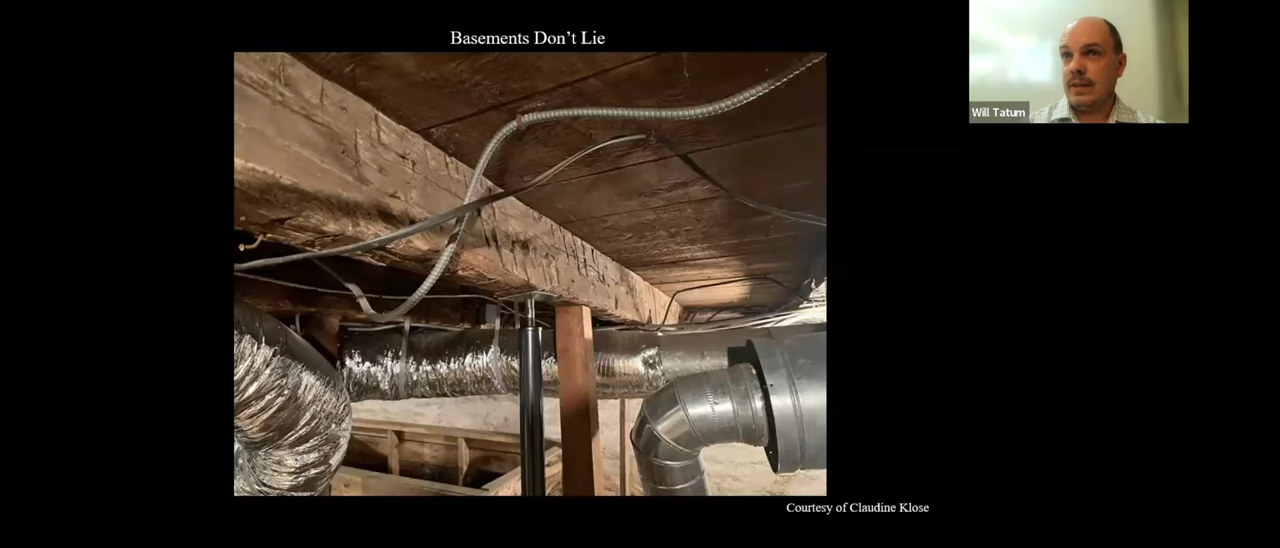 Basements Don’t Lie
Will Tatum
Courtesy of Claudine Klose